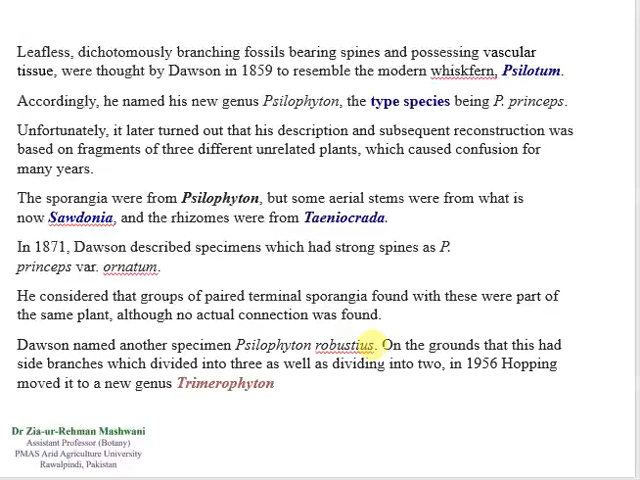 Leafless, dichotomously branching fossils bearing spines and possessing vascular
tissue, were thought by Dawson in 1859 to resemble the modern whiskfern, Psilotum.
Accordingly, he named his new genus Psilophyton, the type species being P. princeps.
Unfortunately, it later turned out that his description and subsequent reconstruction was
based on fragments of three different unrelated plants, which caused confusion for
many years.
The sporangia were from Psilophyton, but some aerial stems were from what is
now Sawdonia, and the rhizomes were from Taeniocrada.
In 1871, Dawson described specimens which had strong spines as P.
princeps var. ornatum.
He considered that groups of paired terminal sporangia found with these were part of
the same plant, although no actual connection was found.
Dawson named another specimen Psilophyton robustius. On the grounds that this had
side branches which divided into three as well as dividing into two, in 1956 Hopping
moved it to a new genus Trimerophyton
Dr Zia-ur-Rehman Mashwani
Assistant Professor (Botany)
PMAS Arid Agriculture University
Rawalpindi, Pakistan